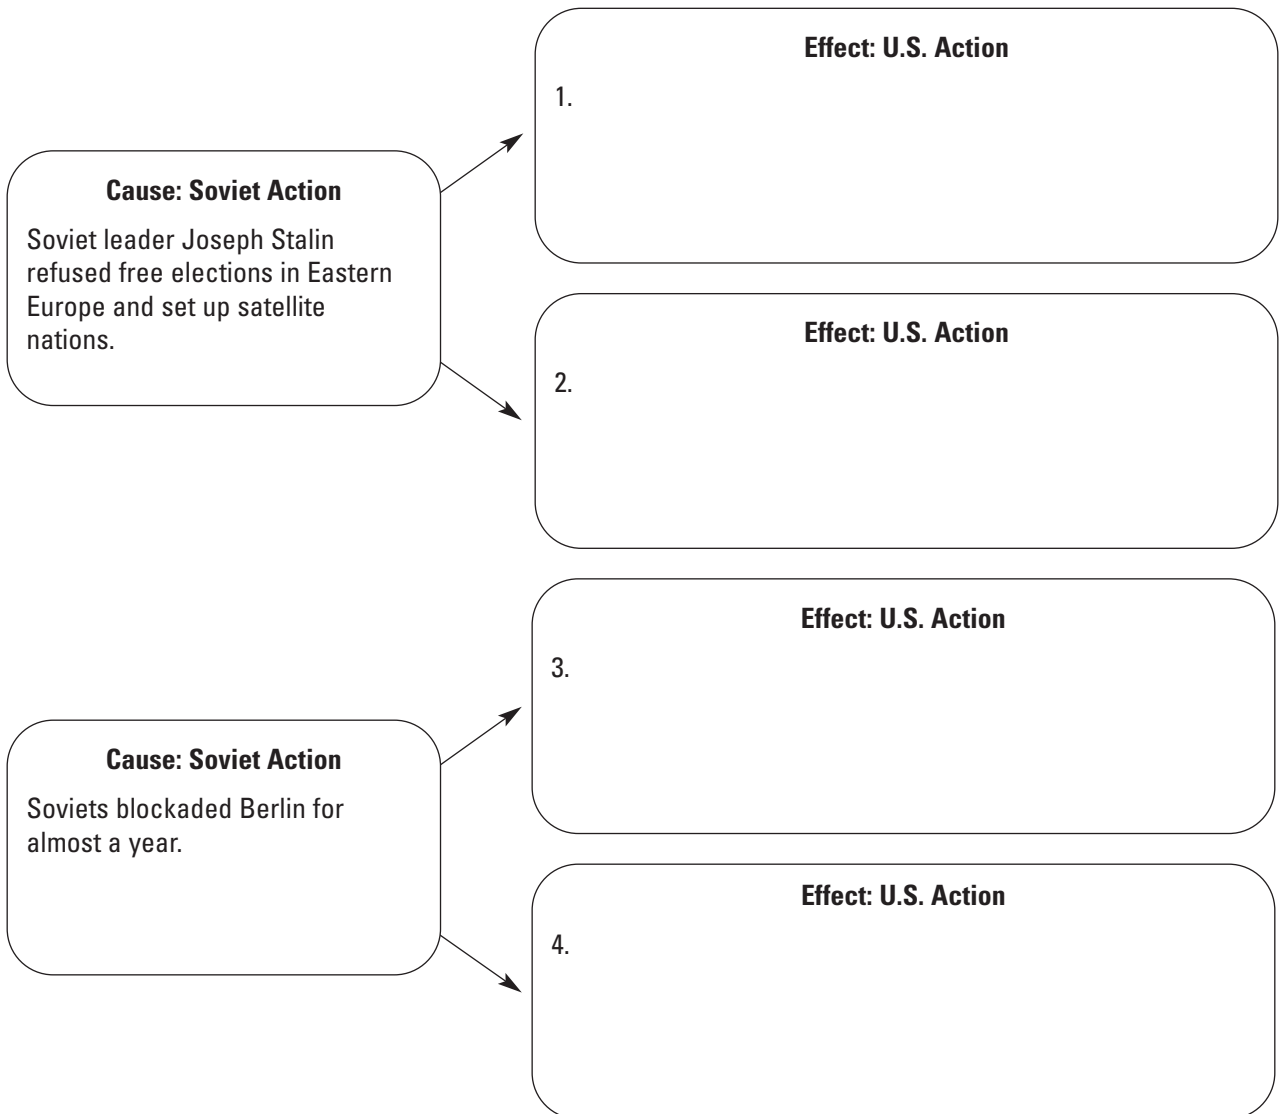 Effect: U.S. Action
1.
Cause: Soviet Action
Soviet leader Joseph Stalin
refused free elections in Eastern
Europe and set up satellite
nations.
Effect: U.S. Action
2.
Effect: U.S. Action
3.
Cause: Soviet Action
Soviets blockaded Berlin for
almost a year.
Effect: U.S. Action
4.